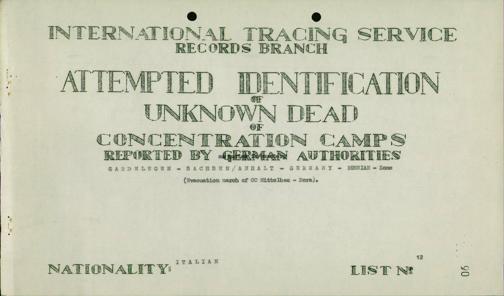 INTERNATIONAL TRACING SERVICE
RECORDS BRANCH
ATTEMPTED IDENTIFICATION
OF
UNKNOWN DEAD
OF
CONCENTRATION CAMPS
REPORTED BY GERMAN AUTHORITIES
GARDELEGEN - SACHSEN/ANHALT - GERMANY - RUSSIAN - Zone
(Evacuation march of CC Mittelbau - Dora).
NATIONALITY: ITALIAN
LIST Nº 12
90